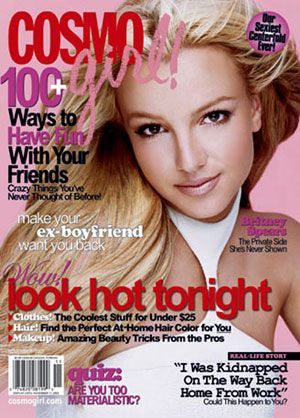 COSMO
girl!
Our
Sexiest
Centerfold
Ever!
100+
Ways to
Have Fun
With Your
Friends
Crazy Things You've
Never Thought of Before!
make your
ex-boyfriend
want you back
Britney
Spears
The Private Side
She's Never Shown
Wow!
look hot tonight
Clothes: The Coolest Stuff for Under $25
Hair: Find the Perfect At-Home Hair Color for You
Makeup: Amazing Beauty Tricks From the Pros
quiz:
ARE YOU TOO
MATERIALISTIC?
REAL-LIFE STORY
"I Was Kidnapped
On The Way Back
Home From Work"
Could This Happen to You?
cosmogirl.com